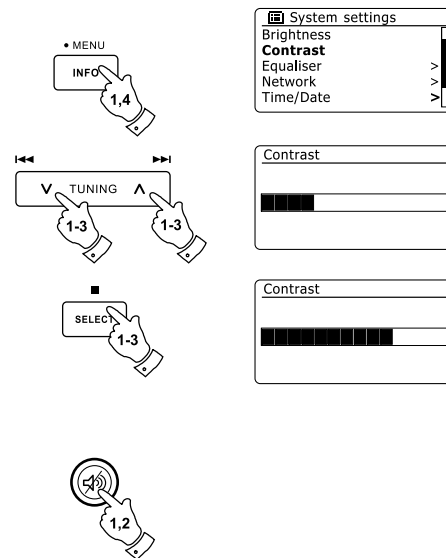 • MENU
INFO
1,4
TUNING
1-3
1-3
SELECT
1-3
1,2
System settings
Brightness
Contrast
Equaliser >
Network >
Time/Date >
Contrast
Contrast